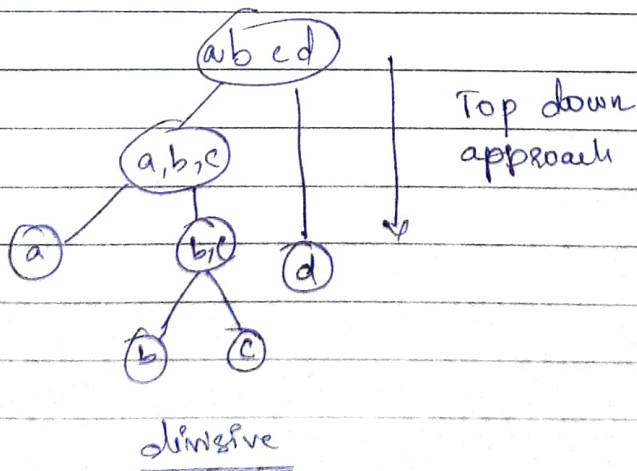 ab cd
Top down
approach
a,b,c
a
b,c
d
b
c
divisive